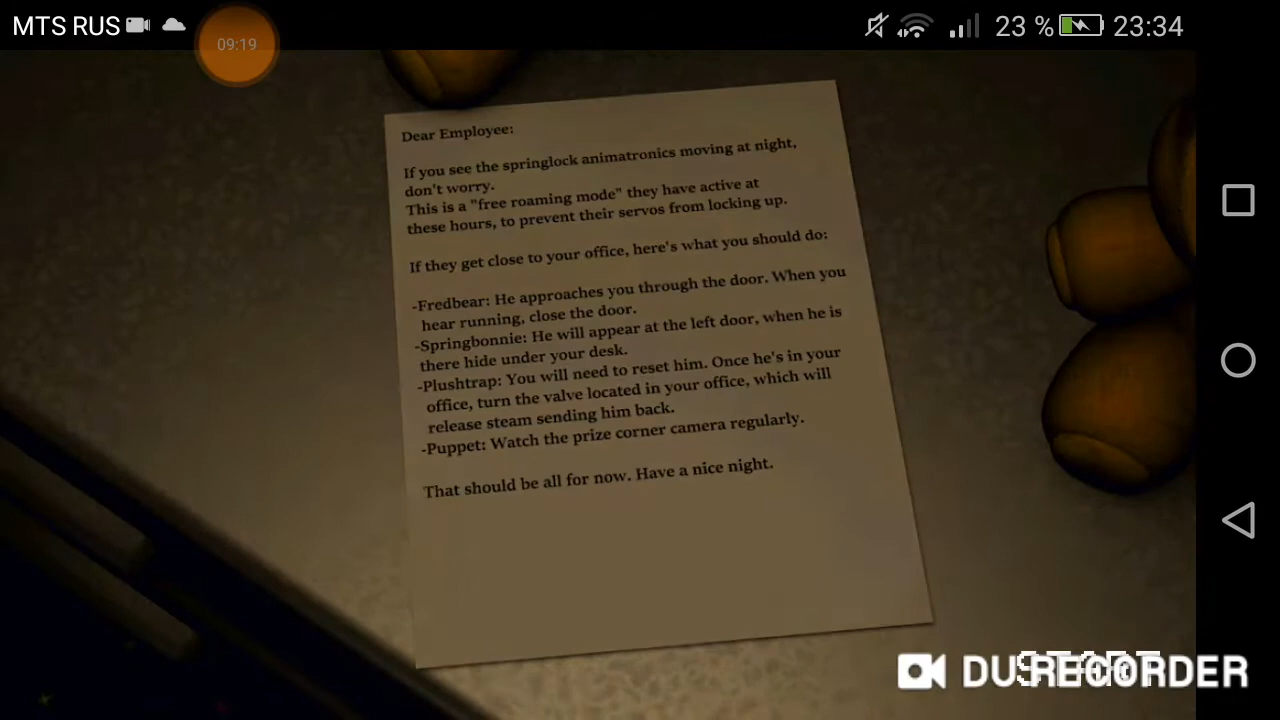 MTS RUS
09:19
23 %
23:34
Dear Employee:
If you see the springlock animatronics moving at night,
don't worry.
This is a "free roaming mode" they have active at
these hours, to prevent their servos from locking up.
If they get close to your office, here's what you should do:
-Fredbear: He approaches you through the door. When you
hear running, close the door.
-Springbonnie: He will appear at the left door, when he is
there hide under your desk.
-Plushtrap: You will need to reset him. Once he's in your
office, turn the valve located in your office, which will
release steam sending him back.
-Puppet: Watch the prize corner camera regularly.
That should be all for now. Have a nice night.
DU RECORDER